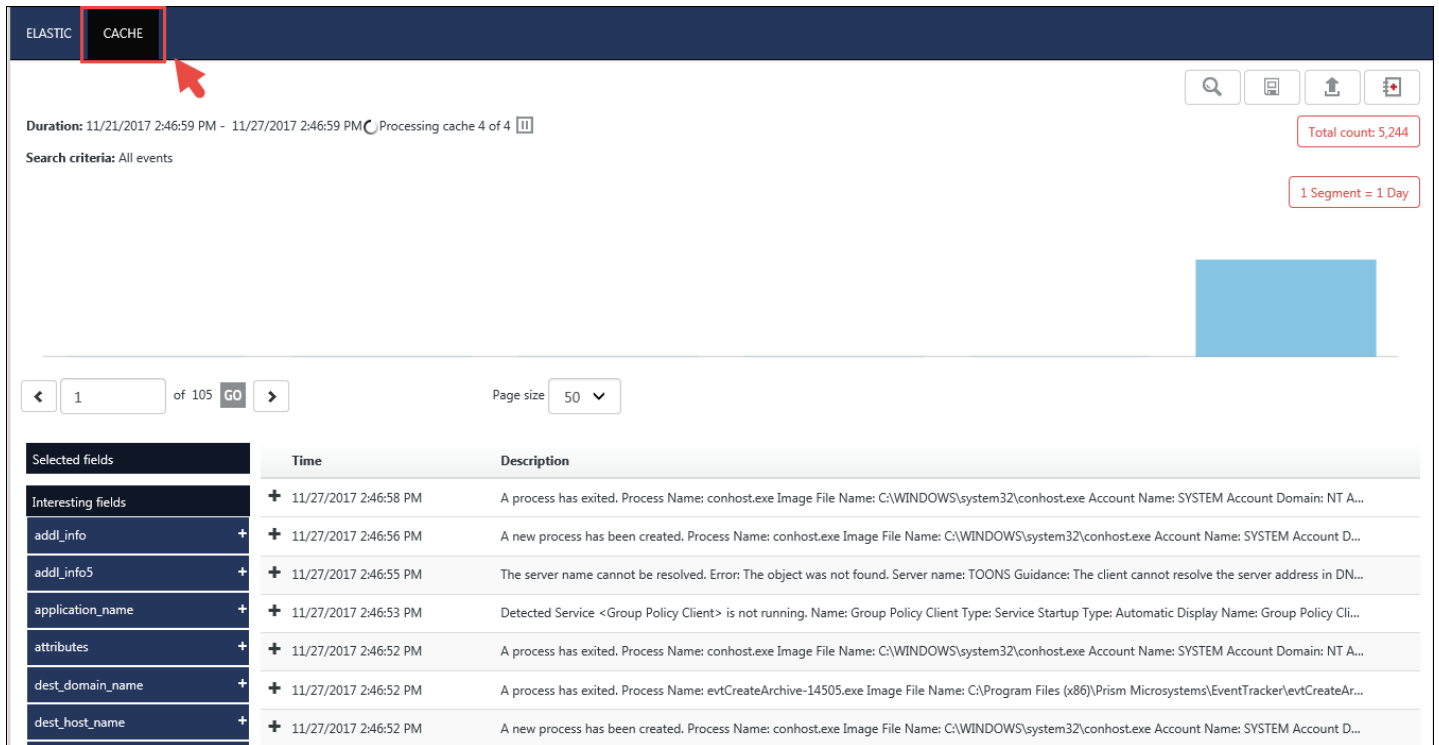 ELASTIC CACHE
Duration: 11/21/2017 2:46:59 PM - 11/27/2017 2:46:59 PM Processing cache 4 of 4
Total count: 5,244
Search criteria: All events
1 Segment = 1 Day
1 of 105 GO Page size 50
Selected fields
Time Description
Interesting fields
11/27/2017 2:46:58 PM A process has exited. Process Name: conhost.exe Image File Name: C:\WINDOWS\system32\conhost.exe Account Name: SYSTEM Account Domain: NT A...
addl_info +
11/27/2017 2:46:56 PM A new process has been created. Process Name: conhost.exe Image File Name: C:\WINDOWS\system32\conhost.exe Account Name: SYSTEM Account D...
addl_info5 +
11/27/2017 2:46:55 PM The server name cannot be resolved. Error: The object was not found. Server name: TOONS Guidance: The client cannot resolve the server address in DN...
application_name +
11/27/2017 2:46:53 PM Detected Service <Group Policy Client> is not running. Name: Group Policy Client Type: Service Startup Type: Automatic Display Name: Group Policy Cli...
attributes +
11/27/2017 2:46:52 PM A process has exited. Process Name: conhost.exe Image File Name: C:\WINDOWS\system32\conhost.exe Account Name: SYSTEM Account Domain: NT A...
dest_domain_name +
11/27/2017 2:46:52 PM A process has exited. Process Name: evtCreateArchive-14505.exe Image File Name: C:\Program Files (x86)\Prism Microsystems\EventTracker\evtCreateAr...
dest_host_name +
11/27/2017 2:46:52 PM A new process has been created. Process Name: conhost.exe Image File Name: C:\WINDOWS\system32\conhost.exe Account Name: SYSTEM Account D...